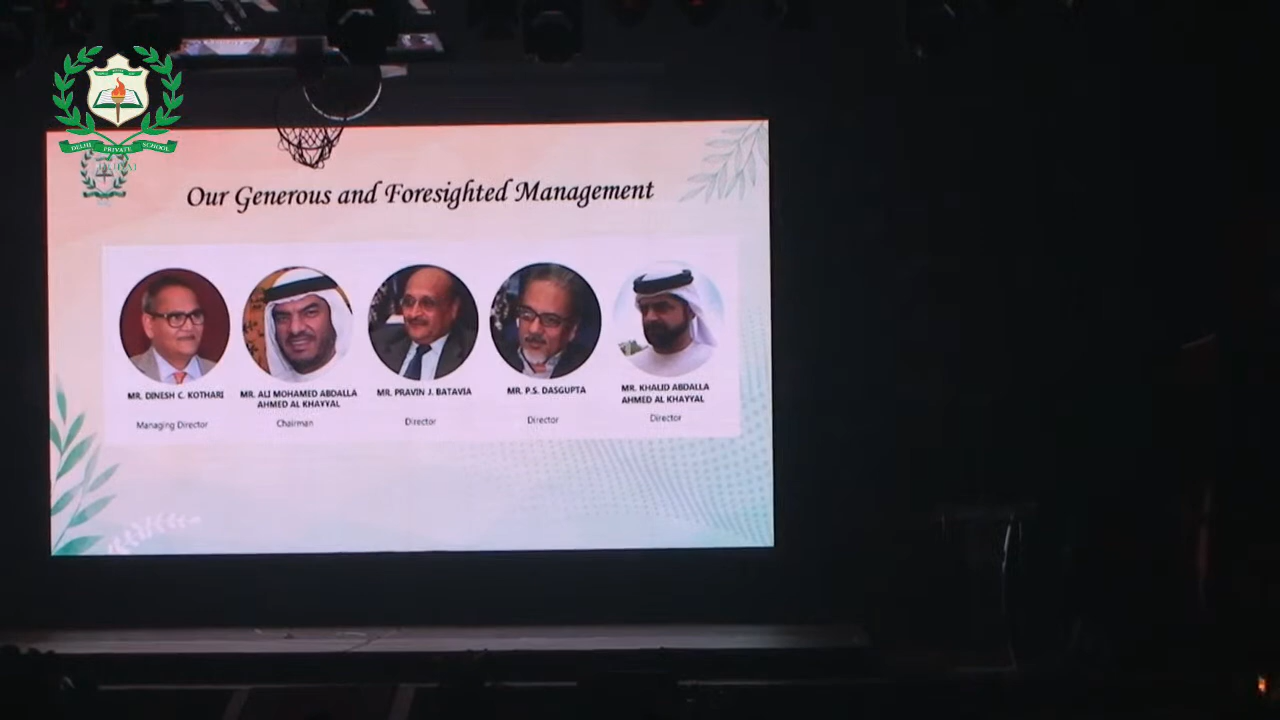 DELHI PRIVATE SCHOOL
Our Generous and Foresighted Management
MR. DINESH C. KOTHARI
Managing Director
MR. ALI MOHAMED ABDALLA
AHMED AL KHAYYAL
Chairman
MR. PRAVIN J. BATAVIA
Director
MR. P.S. DASGUPTA
Director
MR. KHALID ABDALLA
AHMED AL KHAYYAL
Director